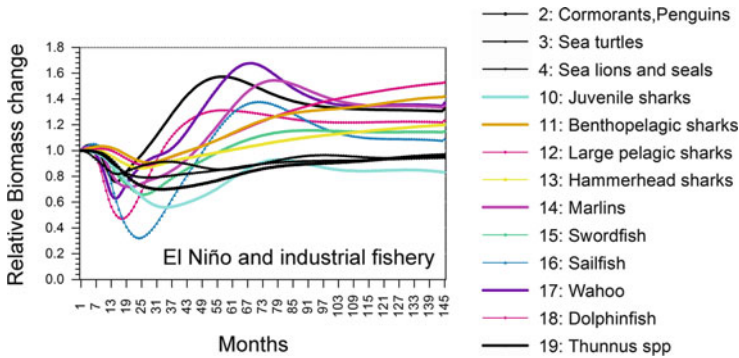 Relative Biomass change
1.8
1.6
1.4
1.2
1.0
0.8
0.6
0.4
0.2
0.0
El Niño and industrial fishery
1 7 13 19 25 31 37 43 49 55 61 67 73 79 85 91 97 103 109 115 121 127 133 139 145
Months
2: Cormorants,Penguins
3: Sea turtles
4: Sea lions and seals
10: Juvenile sharks
11: Benthopelagic sharks
12: Large pelagic sharks
13: Hammerhead sharks
14: Marlins
15: Swordfish
16: Sailfish
17: Wahoo
18: Dolphinfish
19: Thunnus spp